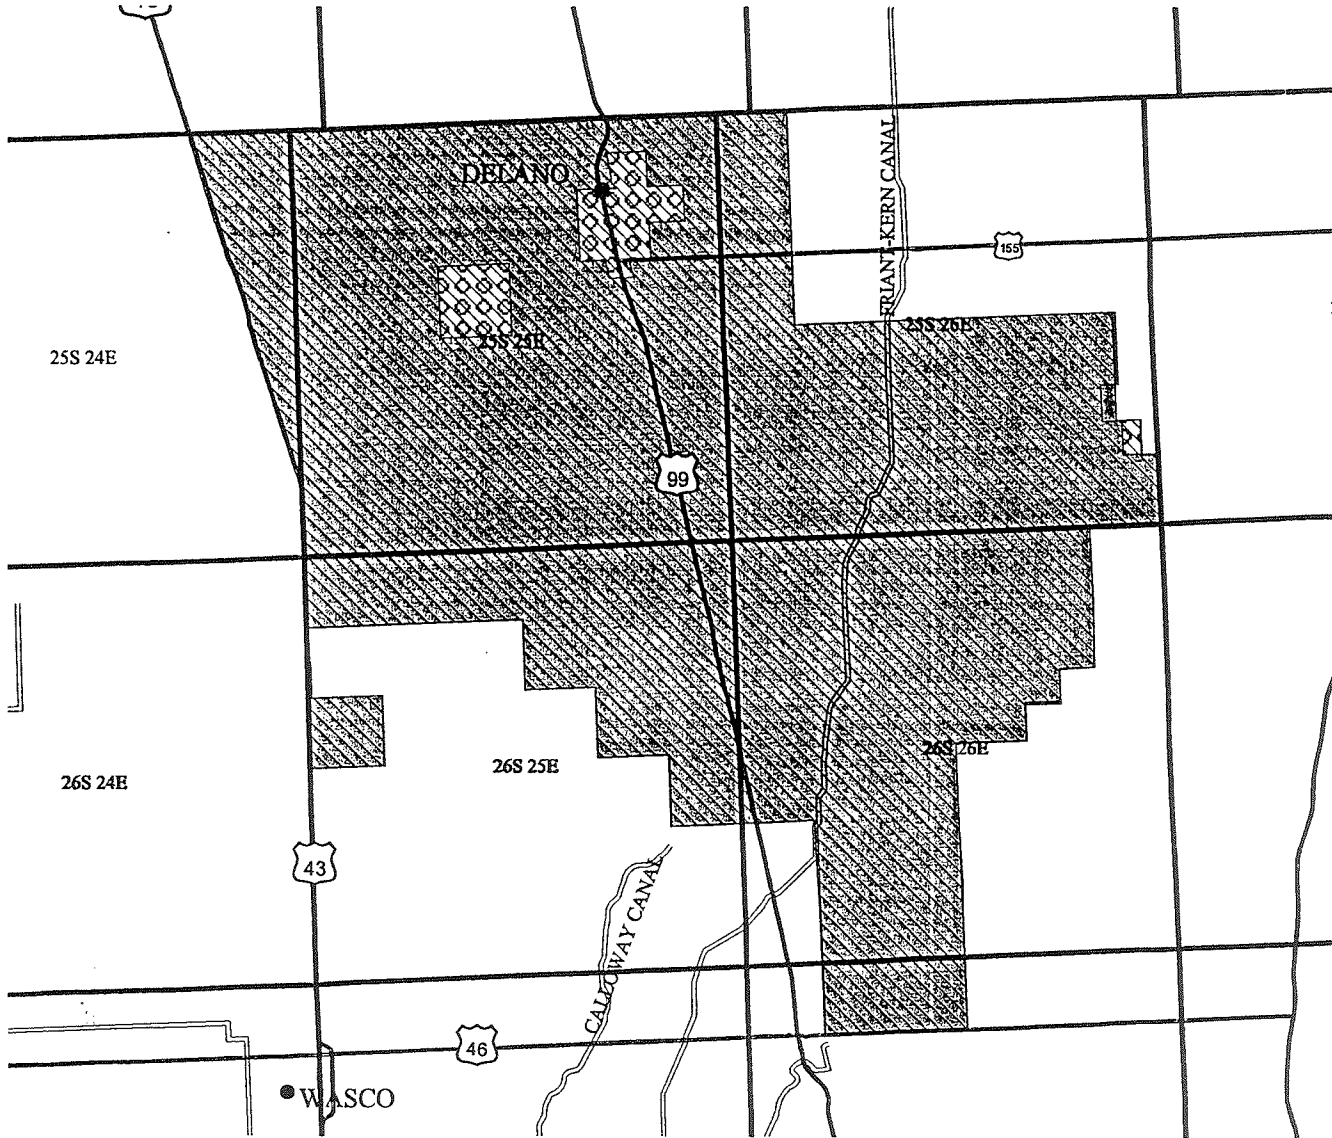 DELANO
FRIANT-KERN CANAL
155
25S 26E
25S 25E
25S 24E
99
26S 26E
26S 25E
26S 24E
43
CALLOWAY CANAL
46
WASCO